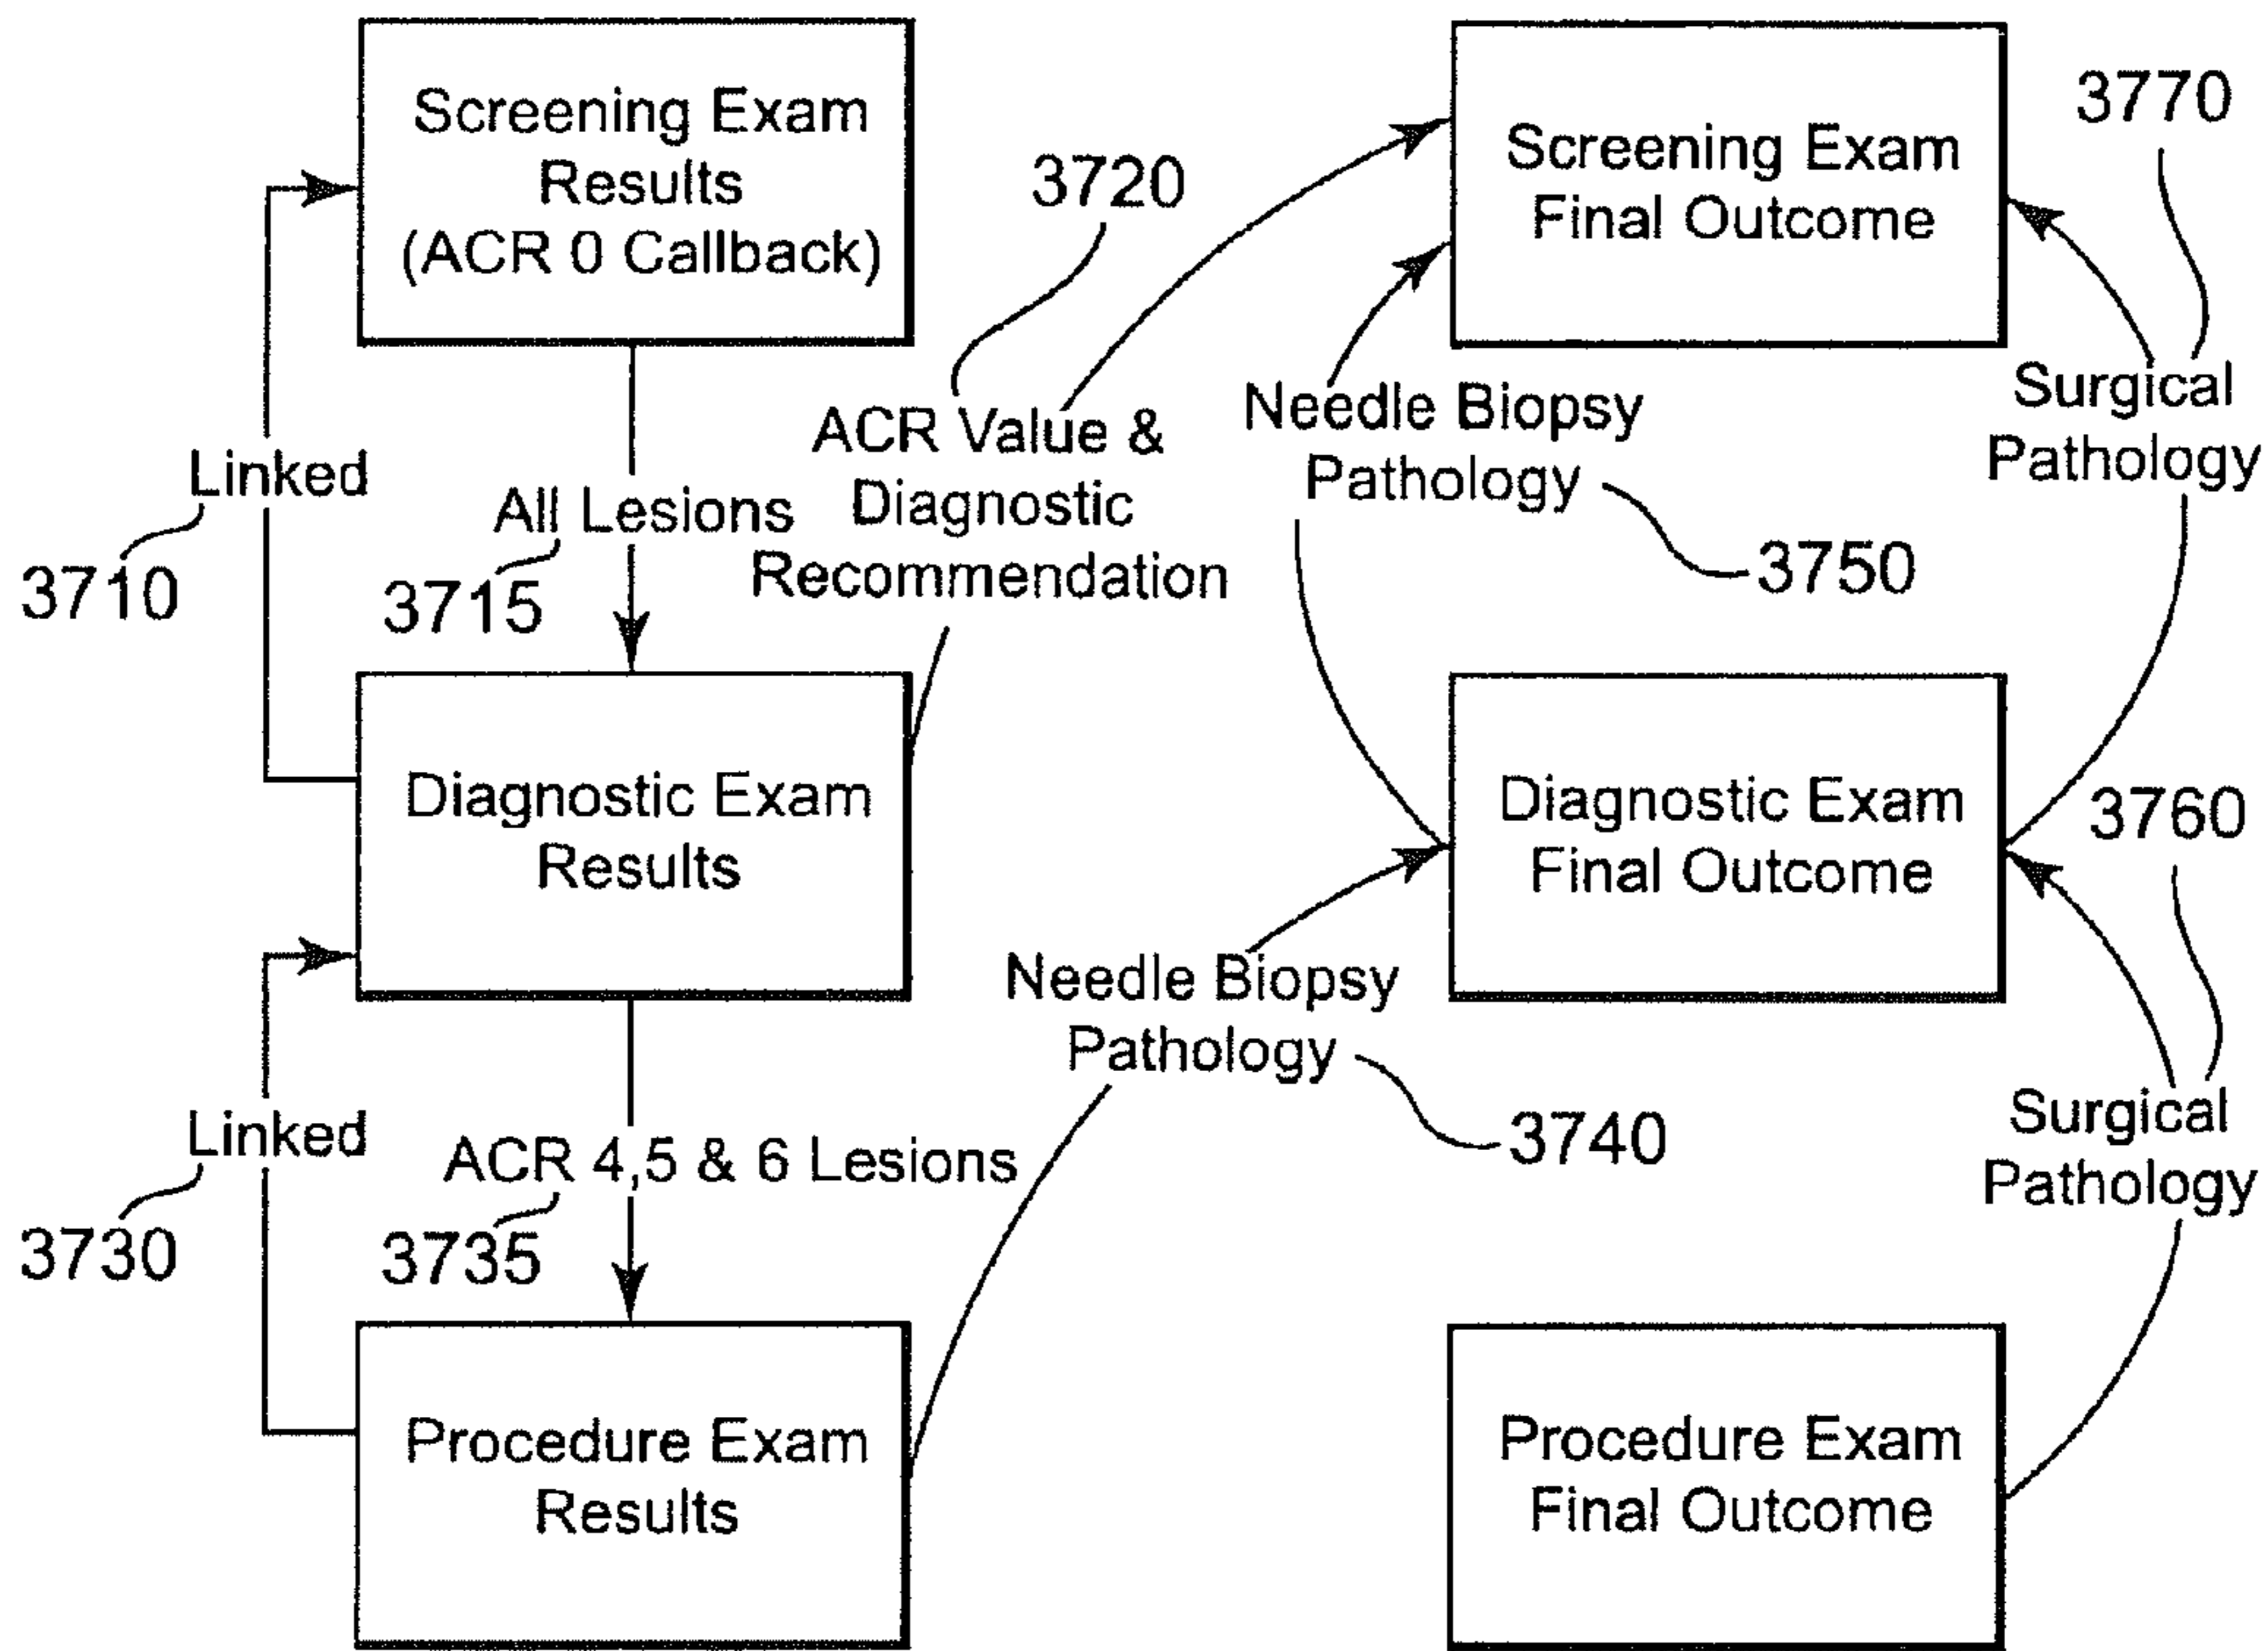 Screening Exam
Results
(ACR 0 Callback)
Screening Exam
Final Outcome
3770
3720
Linked
3710
All Lesions
3715
ACR Value &
Diagnostic
Recommendation
Needle Biopsy
Pathology
3750
Surgical
Pathology
Diagnostic Exam
Results
Diagnostic Exam
Final Outcome
3760
Linked
3730
ACR 4,5 & 6 Lesions
3735
Needle Biopsy
Pathology
3740
Surgical
Pathology
Procedure Exam
Results
Procedure Exam
Final Outcome